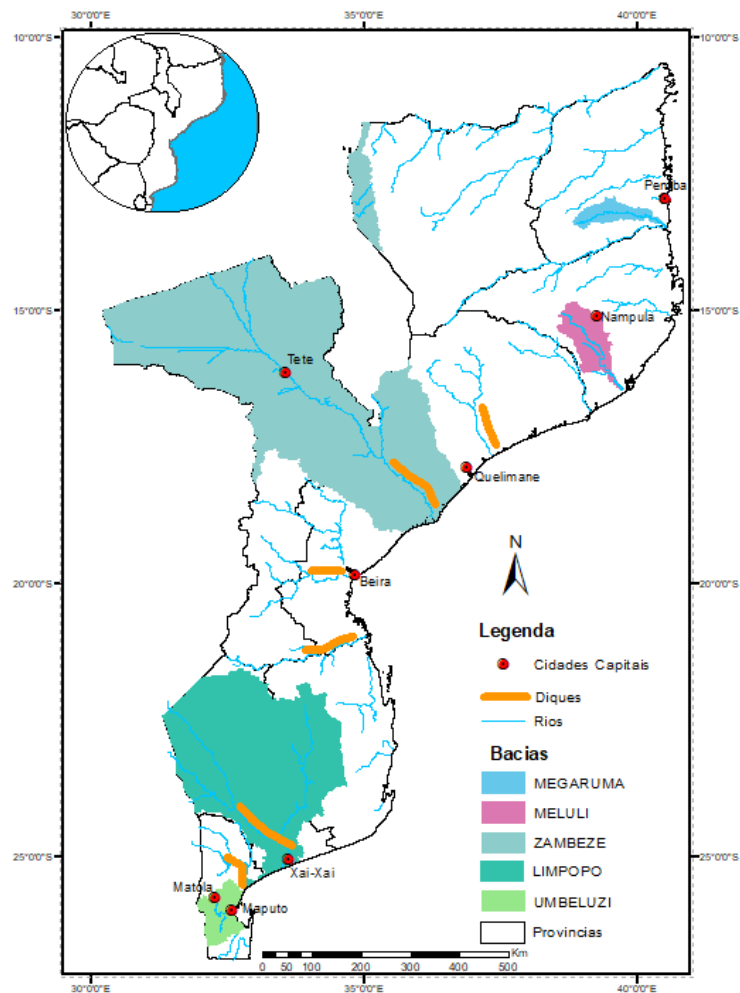 30°0'0"E 35°0'0"E 40°0'0"E
10°0'0"S 10°0'0"S
Pemba
15°0'0"S 15°0'0"S
Nampula
Tete
Quelimane
N
20°0'0"S 20°0'0"S
Beira
Legenda
Cidades Capitais
Diques
Rios
Bacias
MEGARUMA
MELULI
ZAMBEZE
LIMPOPO
UMBELUZI
Provincias
25°0'0"S 25°0'0"S
Xai-Xai
Matola
Maputo
Km
0 50 100 200 300 400 500
30°0'0"E 35°0'0"E 40°0'0"E